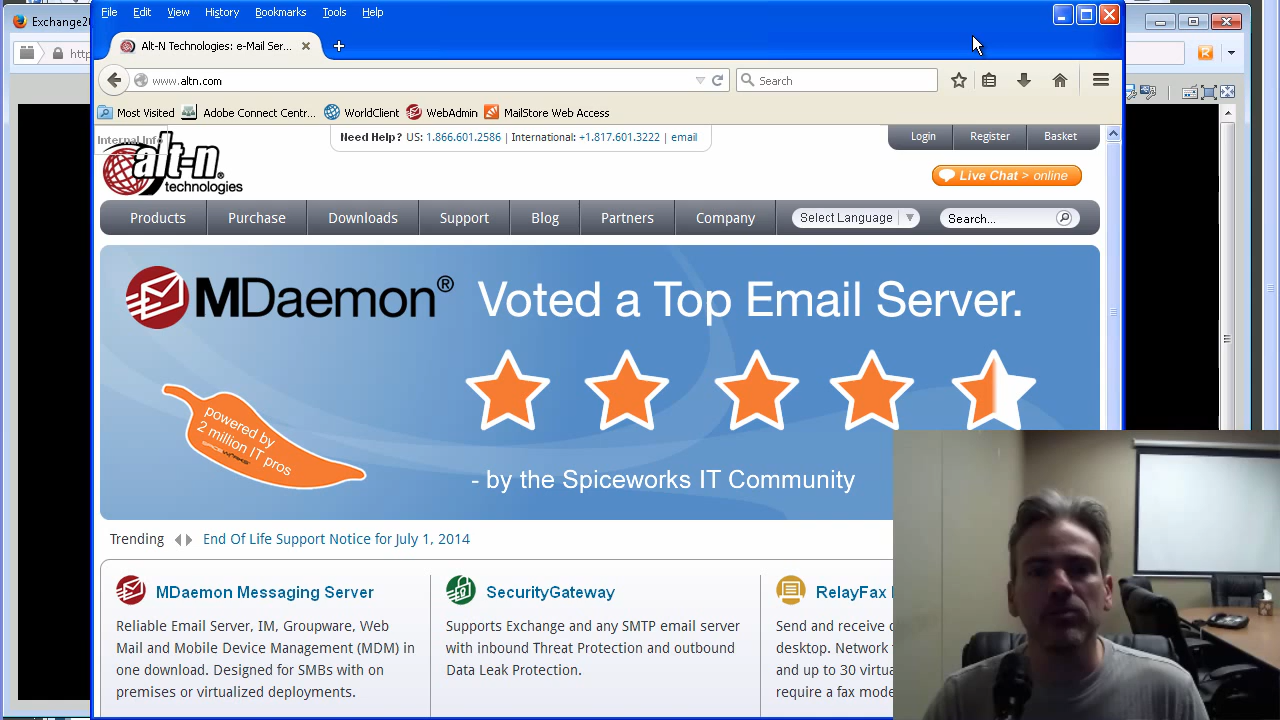 File Edit View History Bookmarks Tools Help
Exchange2
Alt-N Technologies: e-Mail Ser...
http
www.altn.com
Search
Most Visited Adobe Connect Centr... WorldClient WebAdmin MailStore Web Access
Internal Info
Need Help? US: 1.866.601.2586 | International: +1.817.601.3222 | email
Login Register Basket
alt-n
technologies
Live Chat > online
Products Purchase Downloads Support Blog Partners Company Select Language Search...
MDaemon® Voted a Top Email Server.
powered by
2 million IT pros
SPICEWORKS
- by the Spiceworks IT Community
Trending End Of Life Support Notice for July 1, 2014
MDaemon Messaging Server
Reliable Email Server, IM, Groupware, Web
Mail and Mobile Device Management (MDM) in
one download. Designed for SMBs with on
premises or virtualized deployments.
SecurityGateway
Supports Exchange and any SMTP email server
with inbound Threat Protection and outbound
Data Leak Protection.
RelayFax
Send and receive
desktop. Network
and up to 30 virtua
require a fax mode